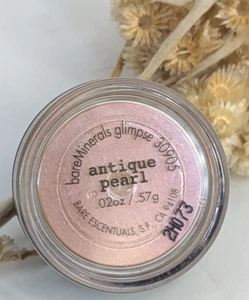 bareMinerals glimpse 30905
antique
pearl
.02oz / .57g
BARE ESCENTUALS, S.F. CA 94108
2H073